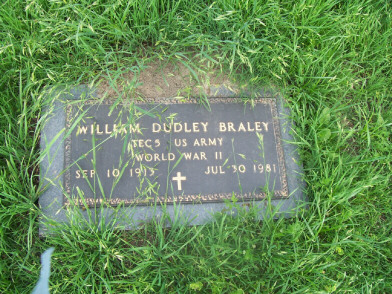 WILLIAM DUDLEY BRALEY
TEC5 US ARMY
WORLD WAR II
SEP 10 1913 JUL 30 1981